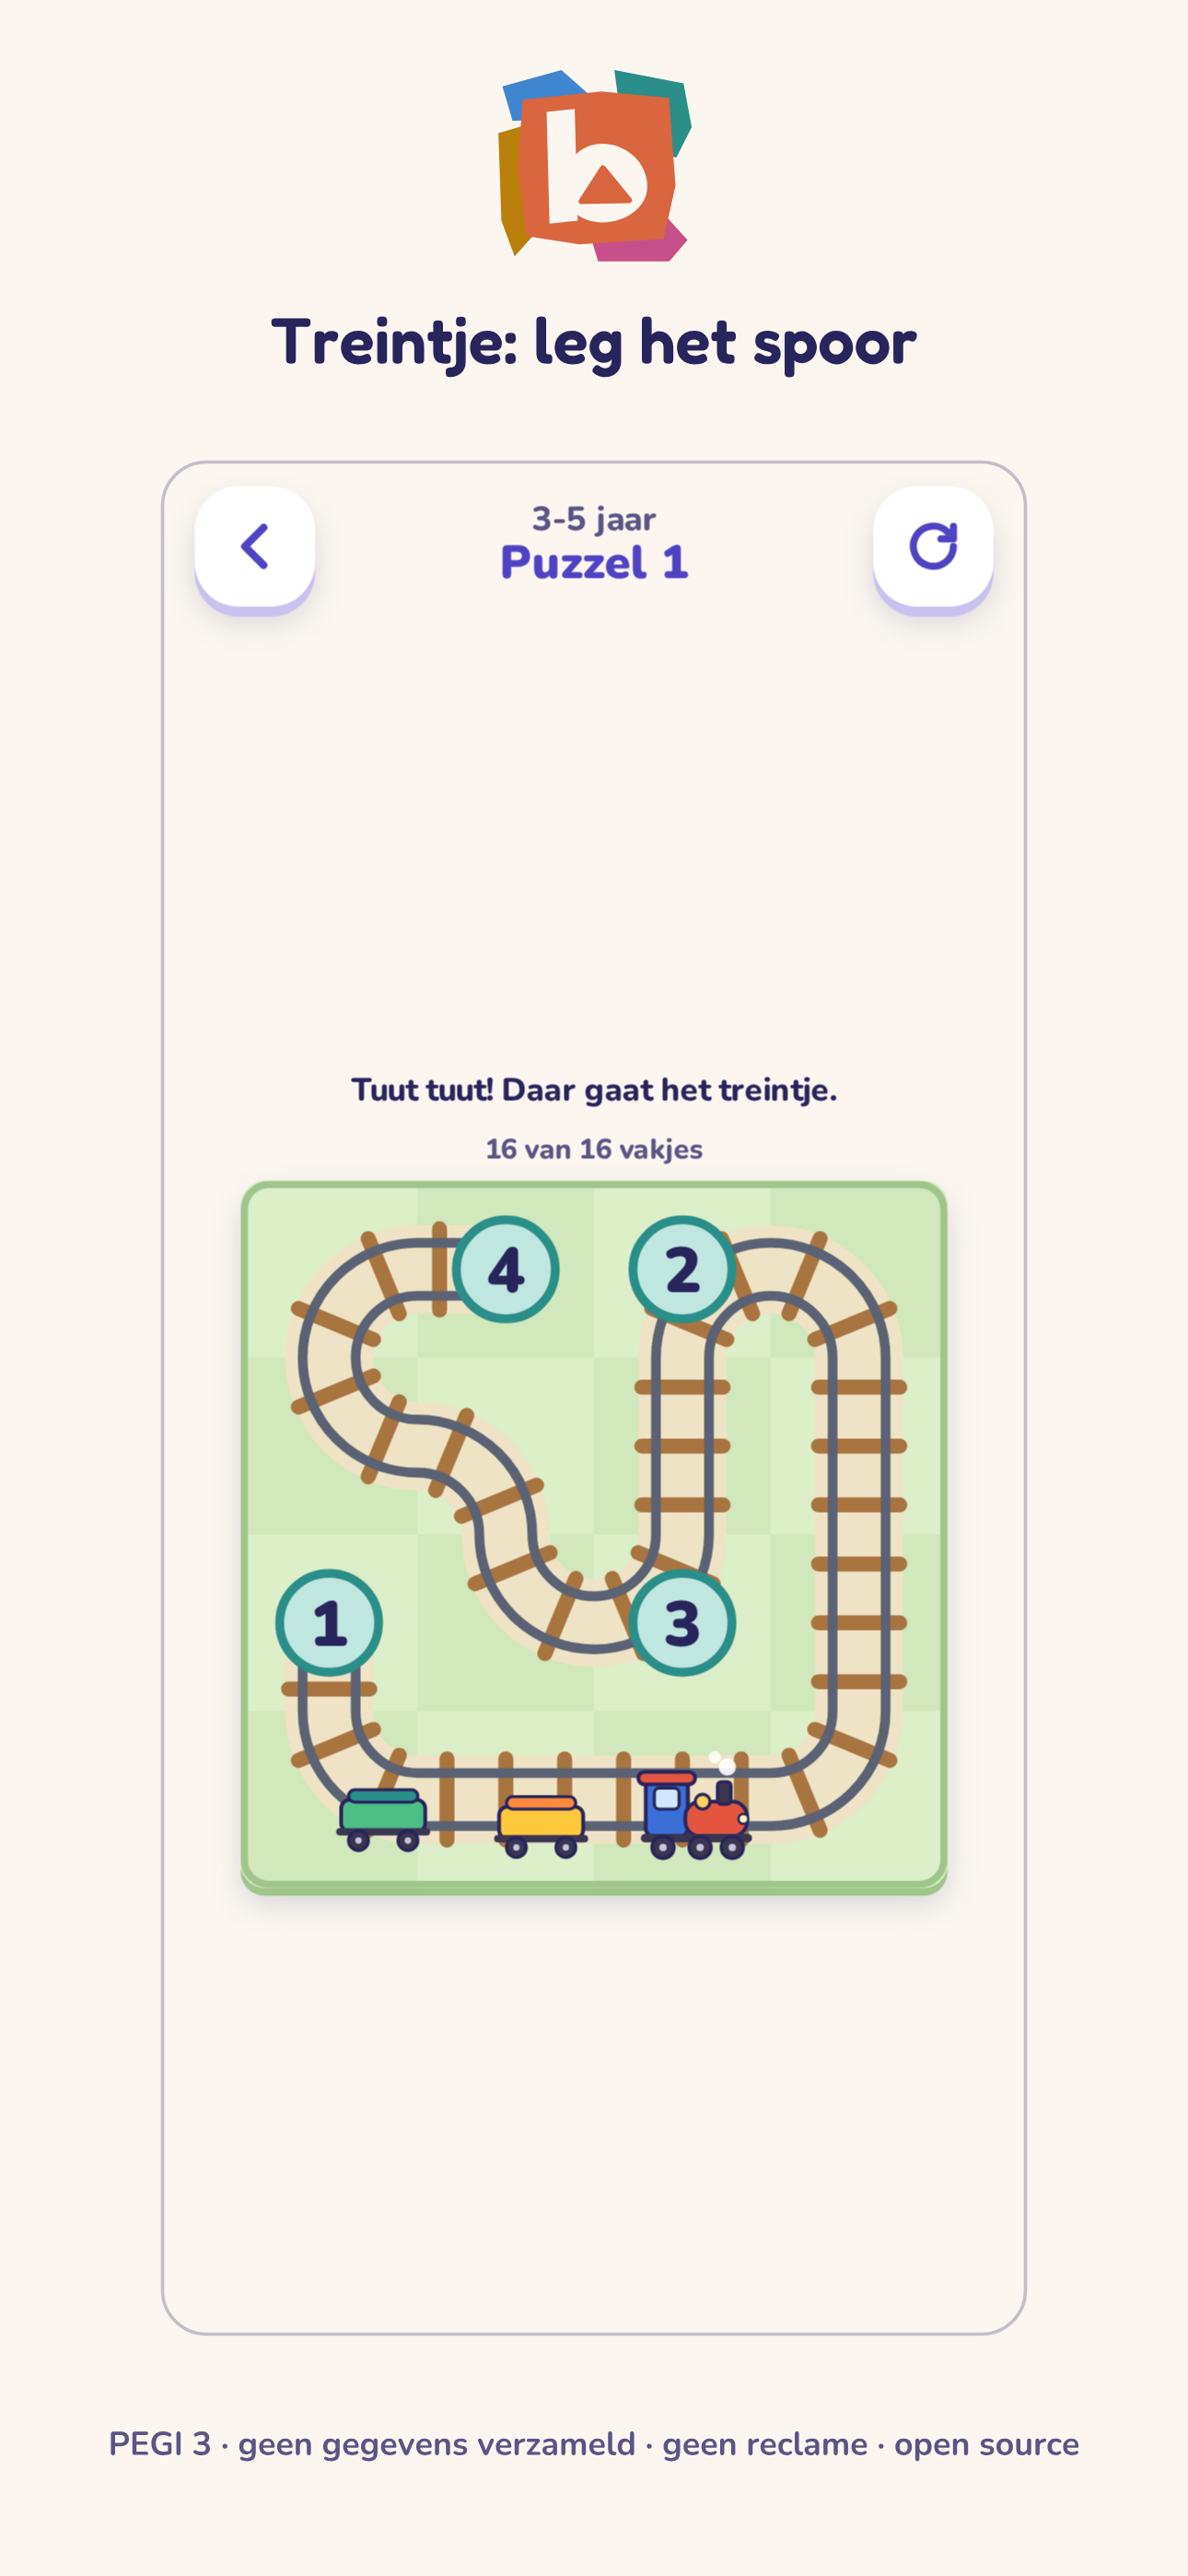 b
Treintje: leg het spoor
3-5 jaar
Puzzel 1
Tuut tuut! Daar gaat het treintje.
16 van 16 vakjes
4 2
1 3
PEGI 3 · geen gegevens verzameld · geen reclame · open source